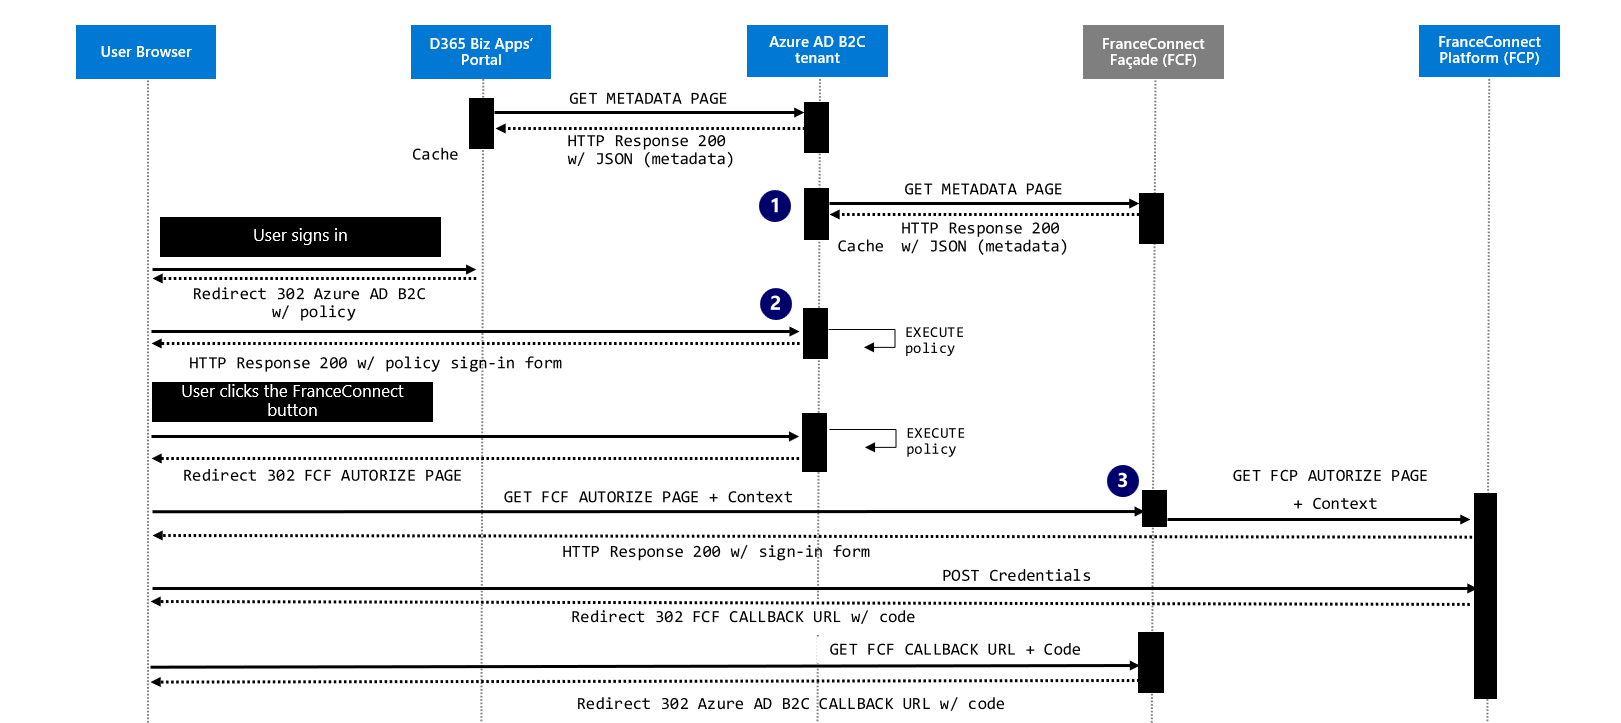 User Browser
D365 Biz Apps'
Portal
Azure AD B2C
tenant
FranceConnect
Façade (FCF)
FranceConnect
Platform (FCP)
GET METADATA PAGE
HTTP Response 200
w/ JSON (metadata)
Cache
1
GET METADATA PAGE
HTTP Response 200
Cache w/ JSON (metadata)
User signs in
Redirect 302 Azure AD B2C
w/ policy
2
EXECUTE
policy
HTTP Response 200 w/ policy sign-in form
User clicks the FranceConnect
button
EXECUTE
policy
Redirect 302 FCF AUTORIZE PAGE
3
GET FCP AUTORIZE PAGE
+ Context
GET FCF AUTORIZE PAGE + Context
HTTP Response 200 w/ sign-in form
POST Credentials
Redirect 302 FCF CALLBACK URL w/ code
GET FCF CALLBACK URL + Code
Redirect 302 Azure AD B2C CALLBACK URL w/ code